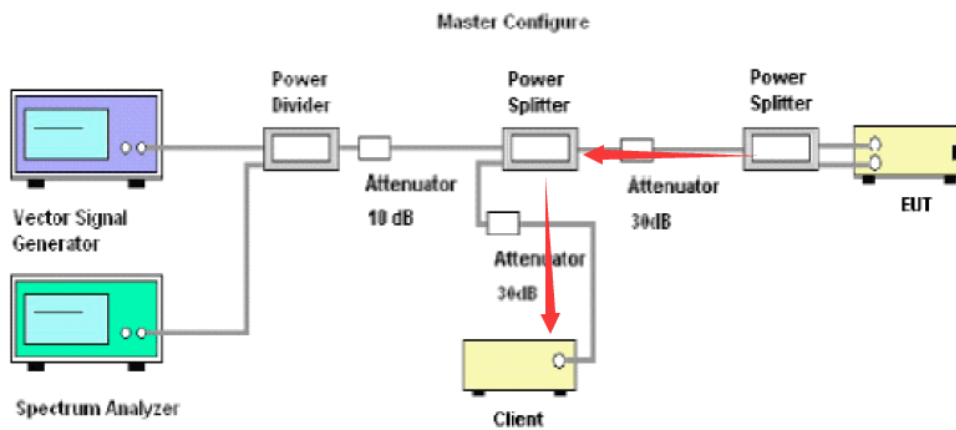 Master Configure
Power
Divider
Power
Splitter
Power
Splitter
Attenuator
10 dB
Attenuator
30dB
EUT
Vector Signal
Generator
Attenuator
30dB
Spectrum Analyzer
Client